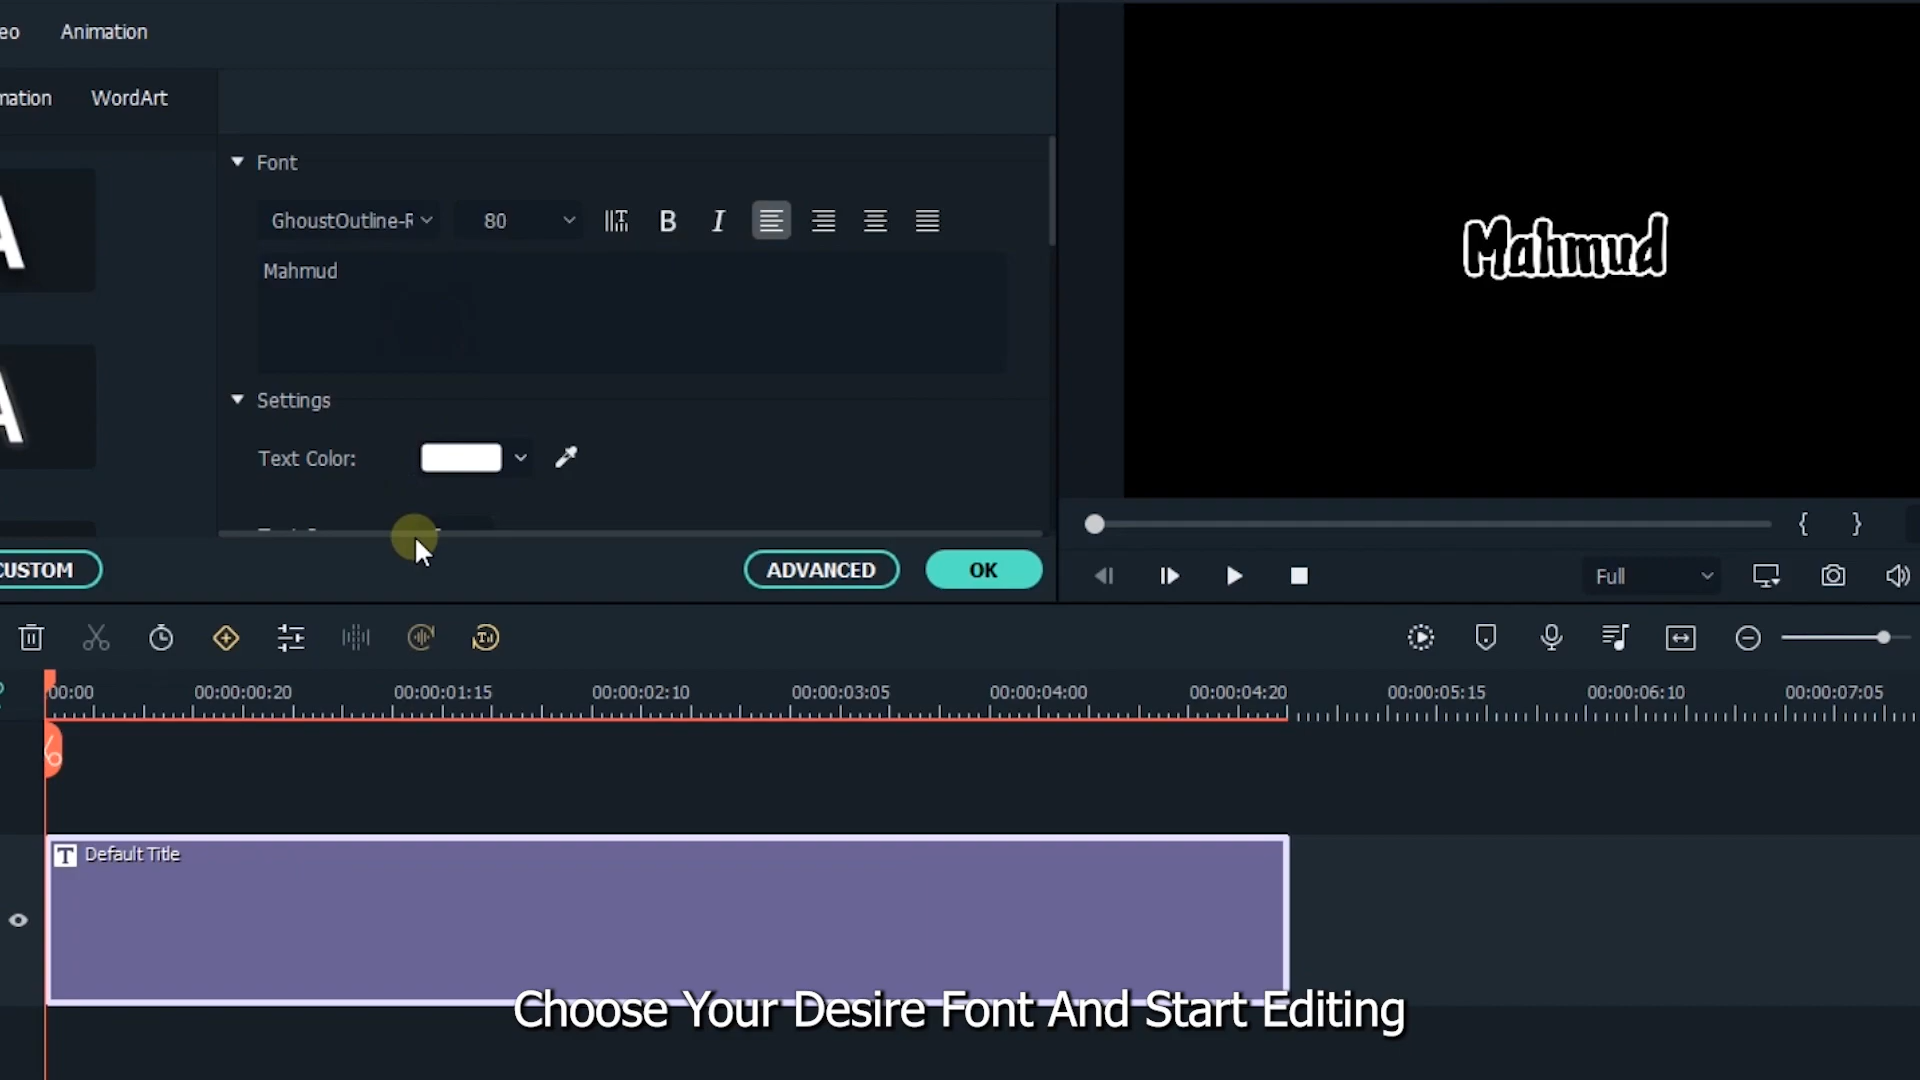 eo Animation
mation WordArt
Font
GhoustOutline-R 80 B I
Mahmud
Mahmud
A
Settings
A
Text Color:
CUSTOM ADVANCED OK
{ }
Full
00:00 00:00:00:20 00:00:01:15 00:00:02:10 00:00:03:05 00:00:04:00 00:00:04:20 00:00:05:15 00:00:06:10 00:00:07:05
T Default Title
Choose Your Desire Font And Start Editing